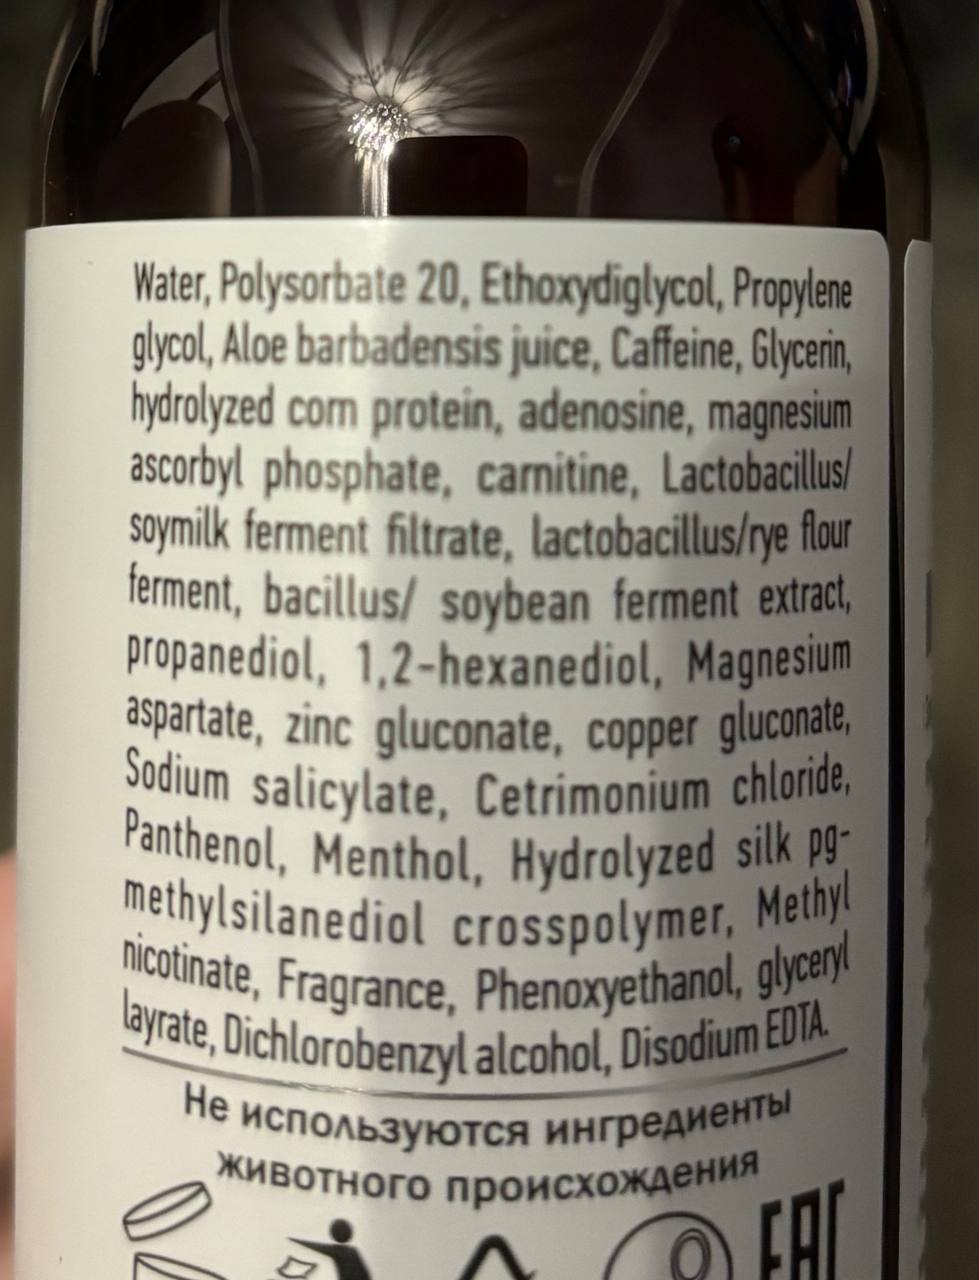 Water, Polysorbate 20, Ethoxydiglycol, Propylene
glycol, Aloe barbadensis juice, Caffeine, Glycerin,
hydrolyzed corn protein, adenosine, magnesium
ascorbyl phosphate, carnitine, Lactobacillus/
soymilk ferment filtrate, lactobacillus/rye flour
ferment, bacillus/ soybean ferment extract,
propanediol, 1,2-hexanediol, Magnesium
aspartate, zinc gluconate, copper gluconate,
Sodium salicylate, Cetrimonium chloride,
Panthenol, Menthol, Hydrolyzed silk pg-
methylsilanediol crosspolymer, Methyl
nicotinate, Fragrance, Phenoxyethanol, glyceryl
layrate, Dichlorobenzyl alcohol, Disodium EDTA.
Не используются ингредиенты
животного происхождения
EAC